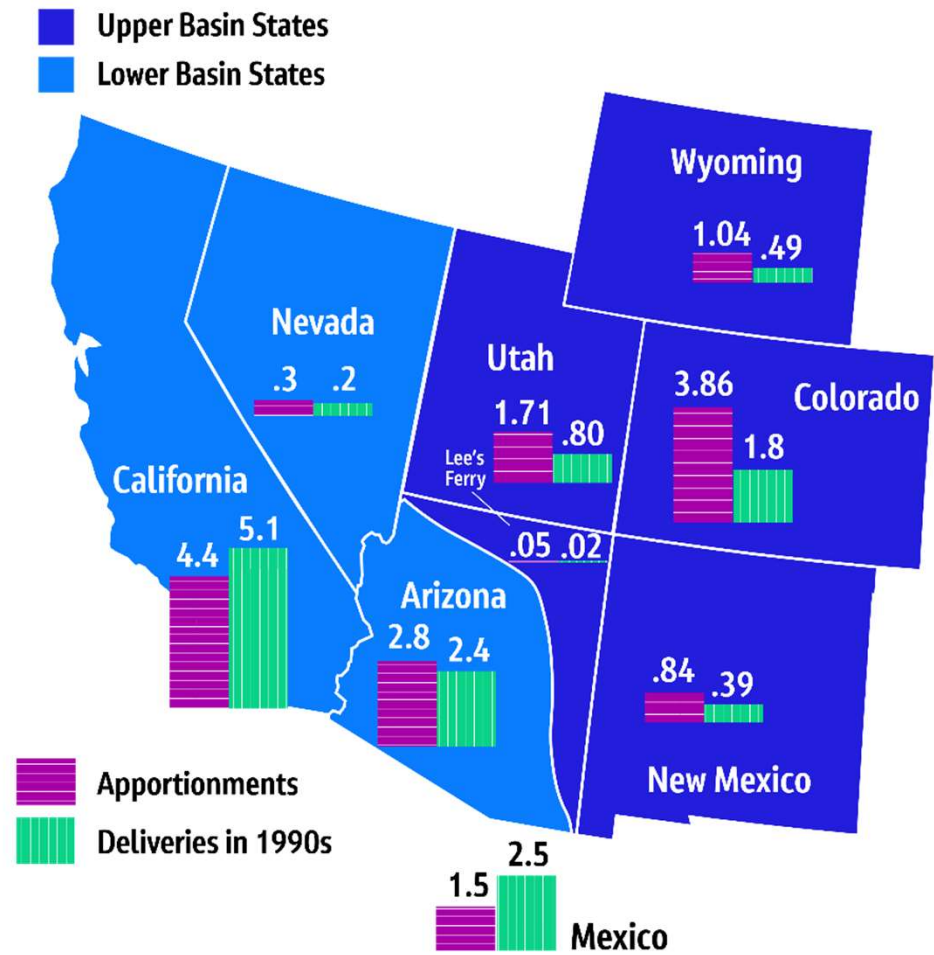 Upper Basin States
Lower Basin States
Wyoming
1.04 .49
Nevada
.3 .2
Utah
1.71 .80
3.86 1.8
Colorado
Lee's
Ferry
California
4.4 5.1
.05 .02
Arizona
2.8 2.4
.84 .39
New Mexico
Apportionments
Deliveries in 1990s
1.5 2.5
Mexico